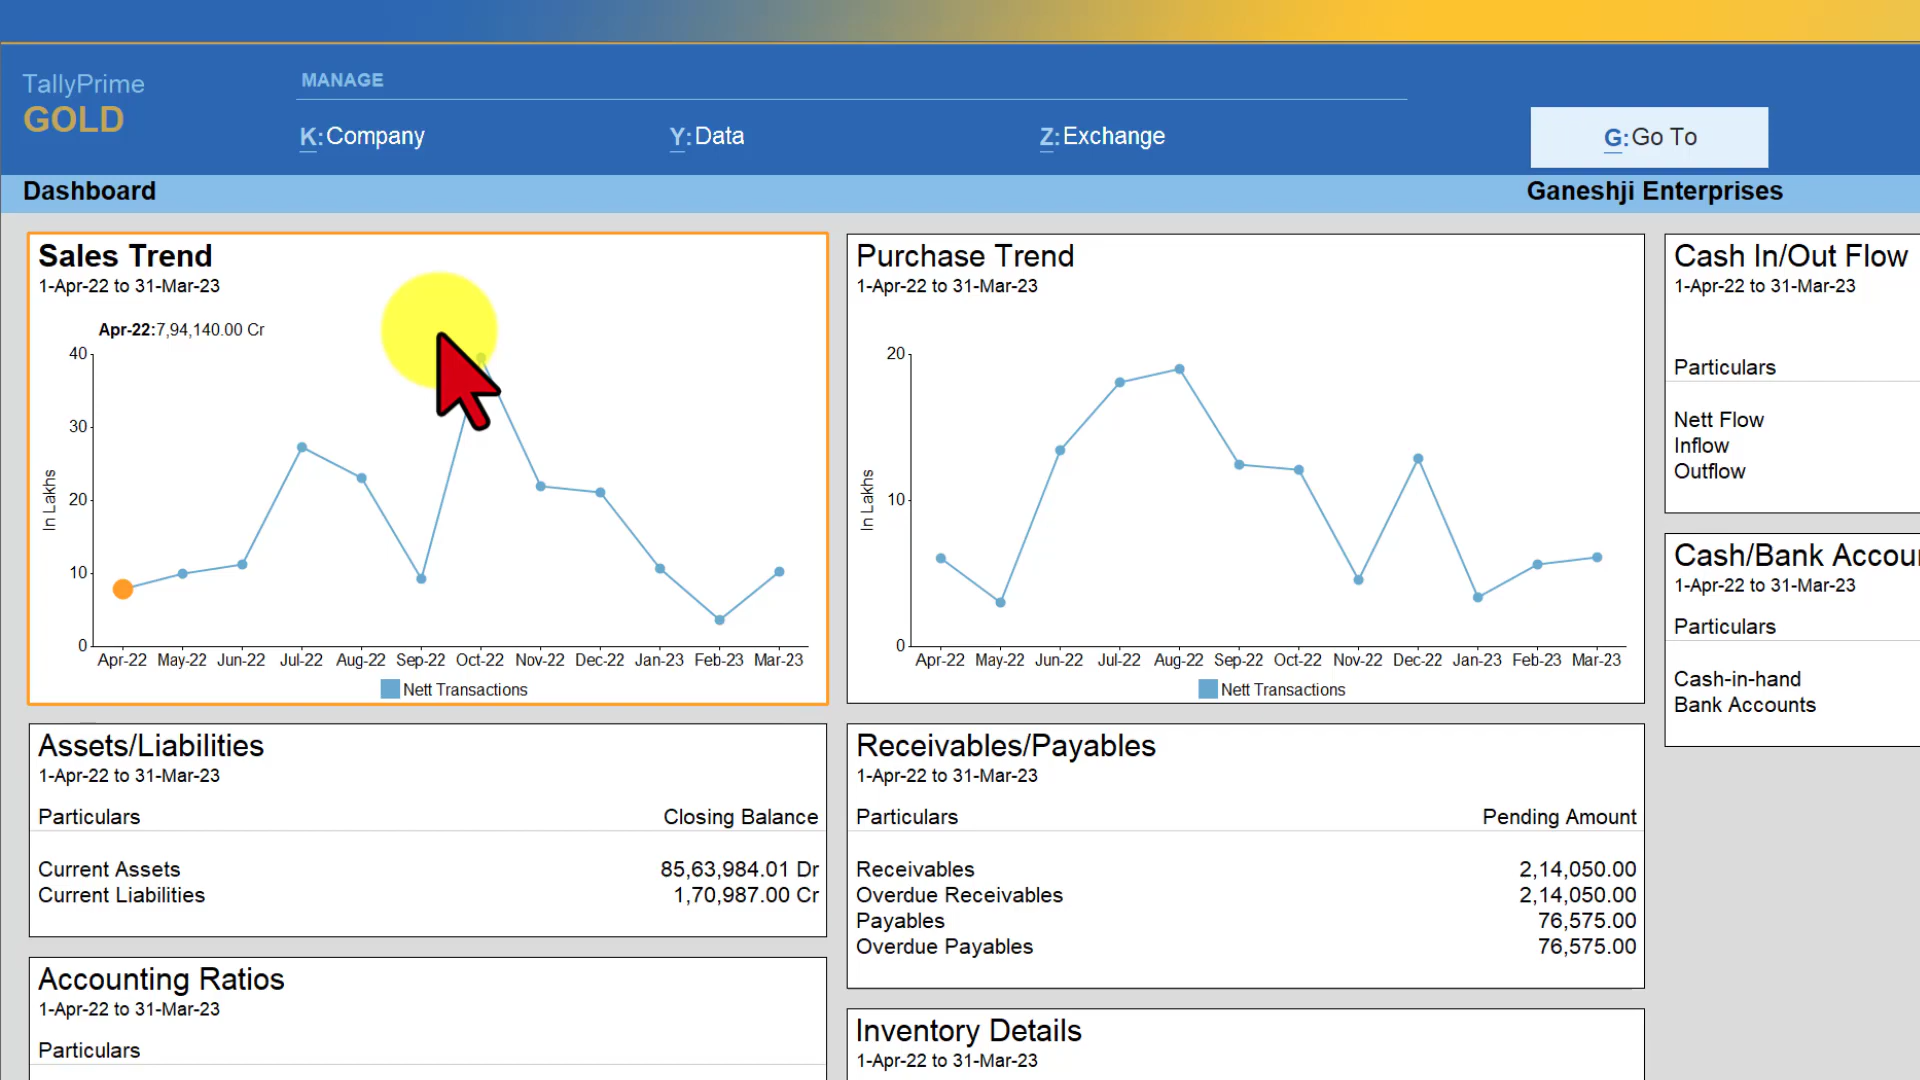 TallyPrime
GOLD
MANAGE
K:Company
Y:Data
Z:Exchange
G:Go To
Dashboard
Ganeshji Enterprises
Sales Trend
1-Apr-22 to 31-Mar-23
Apr-22:7,94,140.00 Cr
40
30
20
10
0
In Lakhs
Apr-22 May-22 Jun-22 Jul-22 Aug-22 Sep-22 Oct-22 Nov-22 Dec-22 Jan-23 Feb-23 Mar-23
Nett Transactions
Purchase Trend
1-Apr-22 to 31-Mar-23
20
10
0
In Lakhs
Apr-22 May-22 Jun-22 Jul-22 Aug-22 Sep-22 Oct-22 Nov-22 Dec-22 Jan-23 Feb-23 Mar-23
Nett Transactions
Cash In/Out Flow
1-Apr-22 to 31-Mar-23
Particulars
Nett Flow
Inflow
Outflow
Cash/Bank Accou
1-Apr-22 to 31-Mar-23
Particulars
Cash-in-hand
Bank Accounts
Assets/Liabilities
1-Apr-22 to 31-Mar-23
Particulars Closing Balance
Current Assets 85,63,984.01 Dr
Current Liabilities 1,70,987.00 Cr
Receivables/Payables
1-Apr-22 to 31-Mar-23
Particulars Pending Amount
Receivables 2,14,050.00
Overdue Receivables 2,14,050.00
Payables 76,575.00
Overdue Payables 76,575.00
Accounting Ratios
1-Apr-22 to 31-Mar-23
Particulars
Inventory Details
1-Apr-22 to 31-Mar-23